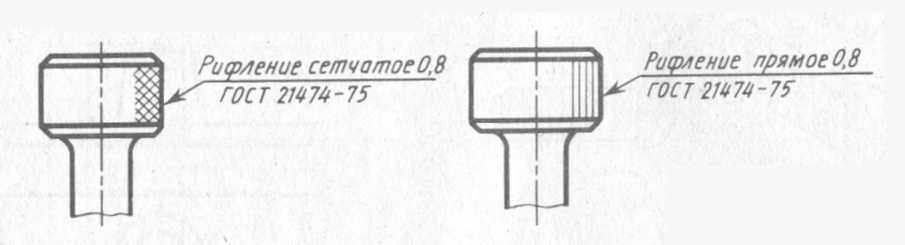 Рифление сетчатое 0,8
ГОСТ 21474-75
Рифление прямое 0,8
ГОСТ 21474-75